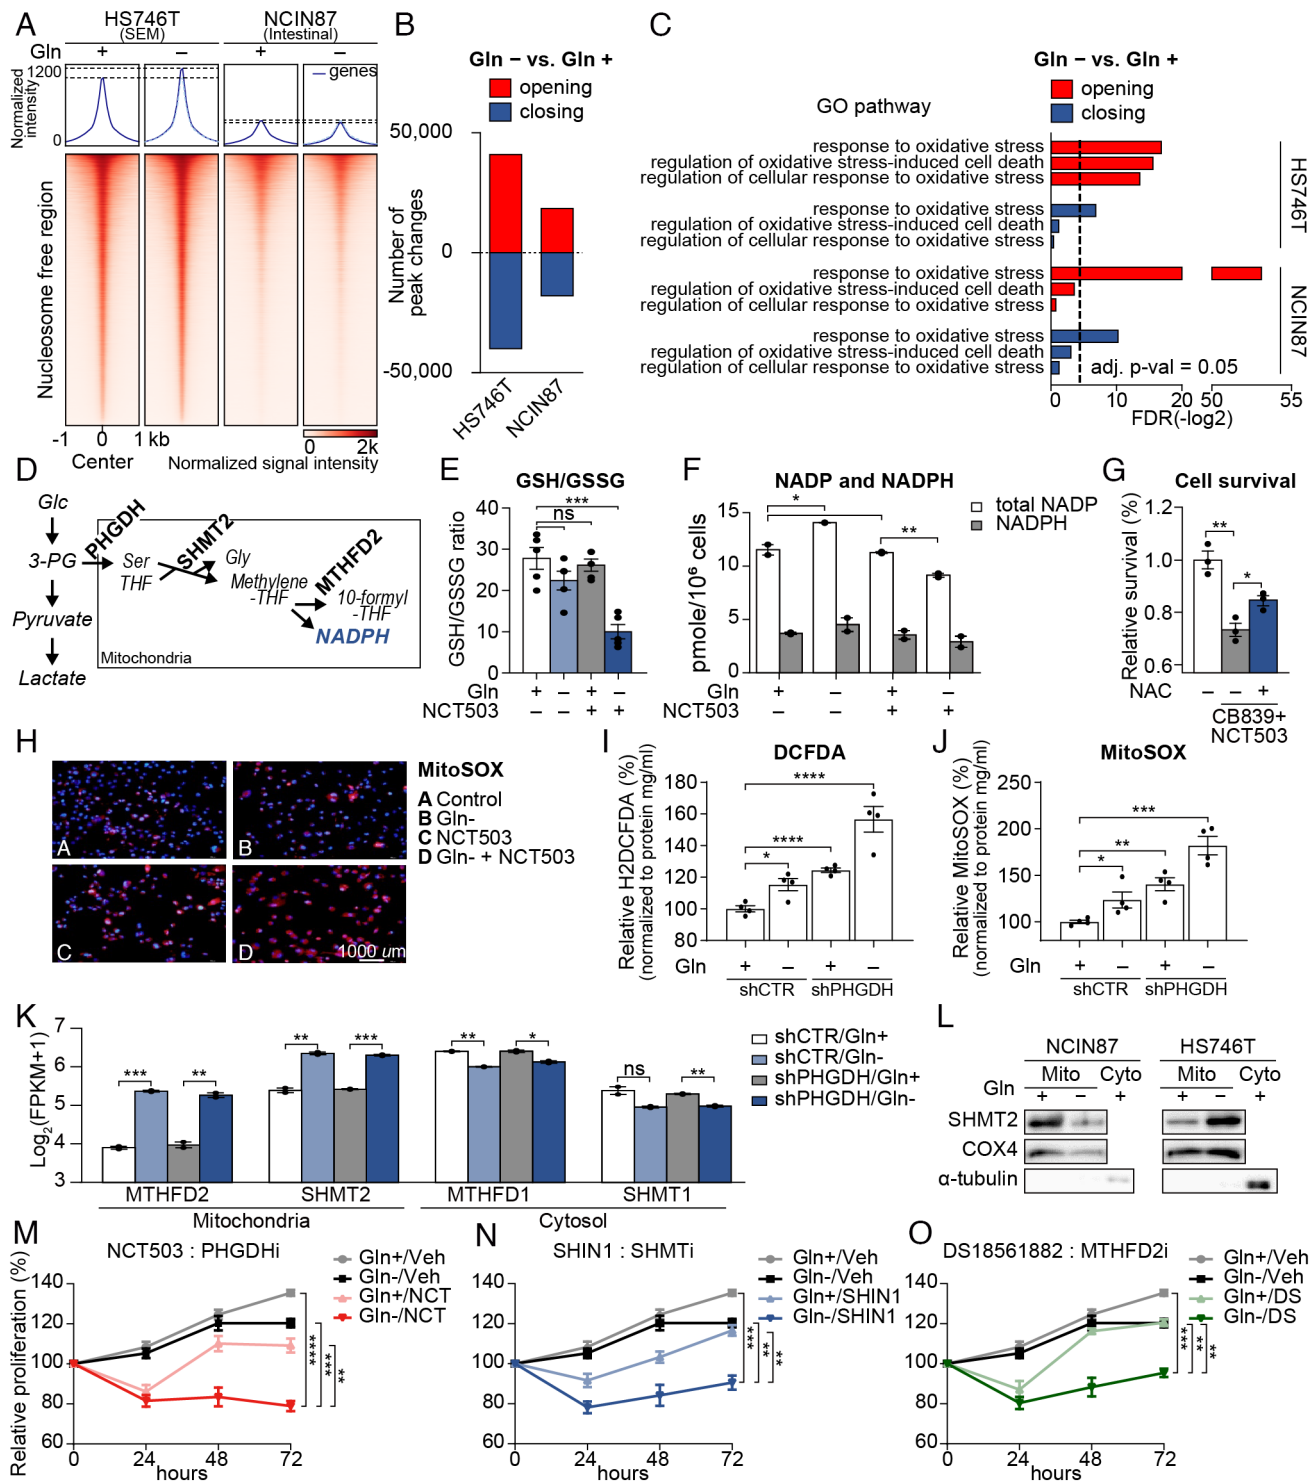 A
HS746T
(SEM)
NCIN87
(Intestinal)
Gln + − + −
Normalized
intensity
1200
0
genes
Nucleosome free region
-1 0 1 kb
Center
0 2k
Normalized signal intensity
B
Gln − vs. Gln +
opening
closing
50,000
0
-50,000
Number of
peak changes
HS746T
NCIN87
C
Gln − vs. Gln +
opening
closing
GO pathway
response to oxidative stress
regulation of oxidative stress-induced cell death
regulation of cellular response to oxidative stress
response to oxidative stress
regulation of oxidative stress-induced cell death
regulation of cellular response to oxidative stress
HS746T
response to oxidative stress
regulation of oxidative stress-induced cell death
regulation of cellular response to oxidative stress
response to oxidative stress
regulation of oxidative stress-induced cell death
regulation of cellular response to oxidative stress
NCIN87
adj. p-val = 0.05
0 10 20 50 55
FDR(-log2)
D
Glc
3-PG
Pyruvate
Lactate
PHGDH
Ser
THF
SHMT2
Gly
Methylene
-THF
MTHFD2
10-formyl
-THF
NADPH
Mitochondria
E
GSH/GSSG
GSH/GSSG ratio
40
30
20
10
0
***
ns
Gln + − + −
NCT503 − − + +
F
NADP and NADPH
total NADP
NADPH
pmole/10⁶ cells
15
10
5
0
*
**
Gln + − + −
NCT503 − − + +
G
Cell survival
Relative survival (%)
1.2
1.0
0.8
0.6
**
*
NAC − − +
CB839+
NCT503
H
A
B
C
D
1000 um
MitoSOX
A Control
B Gln-
C NCT503
D Gln- + NCT503
I
DCFDA
Relative H2DCFDA (%)
(normalized to protein mg/ml)
180
160
140
120
100
80
****
****
*
Gln + − + −
shCTR shPHGDH
J
MitoSOX
Relative MitoSOX (%)
(normalized to protein mg/ml)
250
200
150
100
***
**
*
Gln + − + −
shCTR shPHGDH
K
Log₂(FPKM+1)
7
6
5
4
3
*** ** ** *** ** * ns **
MTHFD2 SHMT2 MTHFD1 SHMT1
Mitochondria Cytosol
shCTR/Gln+
shCTR/Gln-
shPHGDH/Gln+
shPHGDH/Gln-
L
NCIN87 HS746T
Mito Cyto Mito Cyto
Gln + − + + − +
SHMT2
COX4
α-tubulin
M
NCT503 : PHGDHi
Relative proliferation (%)
140
120
100
80
60
0 24 48 72
hours
Gln+/Veh
Gln-/Veh
Gln+/NCT
Gln-/NCT
****
***
**
N
SHIN1 : SHMTi
140
120
100
80
60
0 24 48 72
hours
Gln+/Veh
Gln-/Veh
Gln+/SHIN1
Gln-/SHIN1
***
**
**
O
DS18561882 : MTHFD2i
140
120
100
80
60
0 24 48 72
hours
Gln+/Veh
Gln-/Veh
Gln+/DS
Gln-/DS
***
**
**